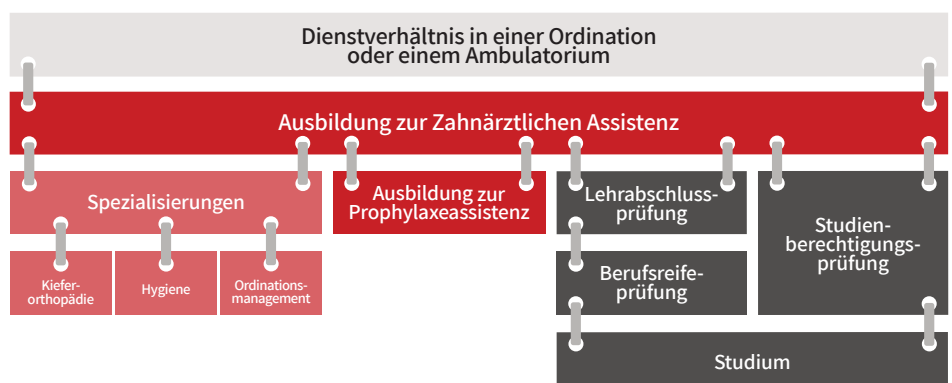 Dienstverhältnis in einer Ordination
oder einem Ambulatorium
Ausbildung zur Zahnärztlichen Assistenz
Spezialisierungen
Kiefer-
orthopädie
Hygiene
Ordinations-
management
Ausbildung zur
Prophylaxeassistenz
Lehrabschluss-
prüfung
Berufsreife-
prüfung
Studien-
berechtigungs-
prüfung
Studium